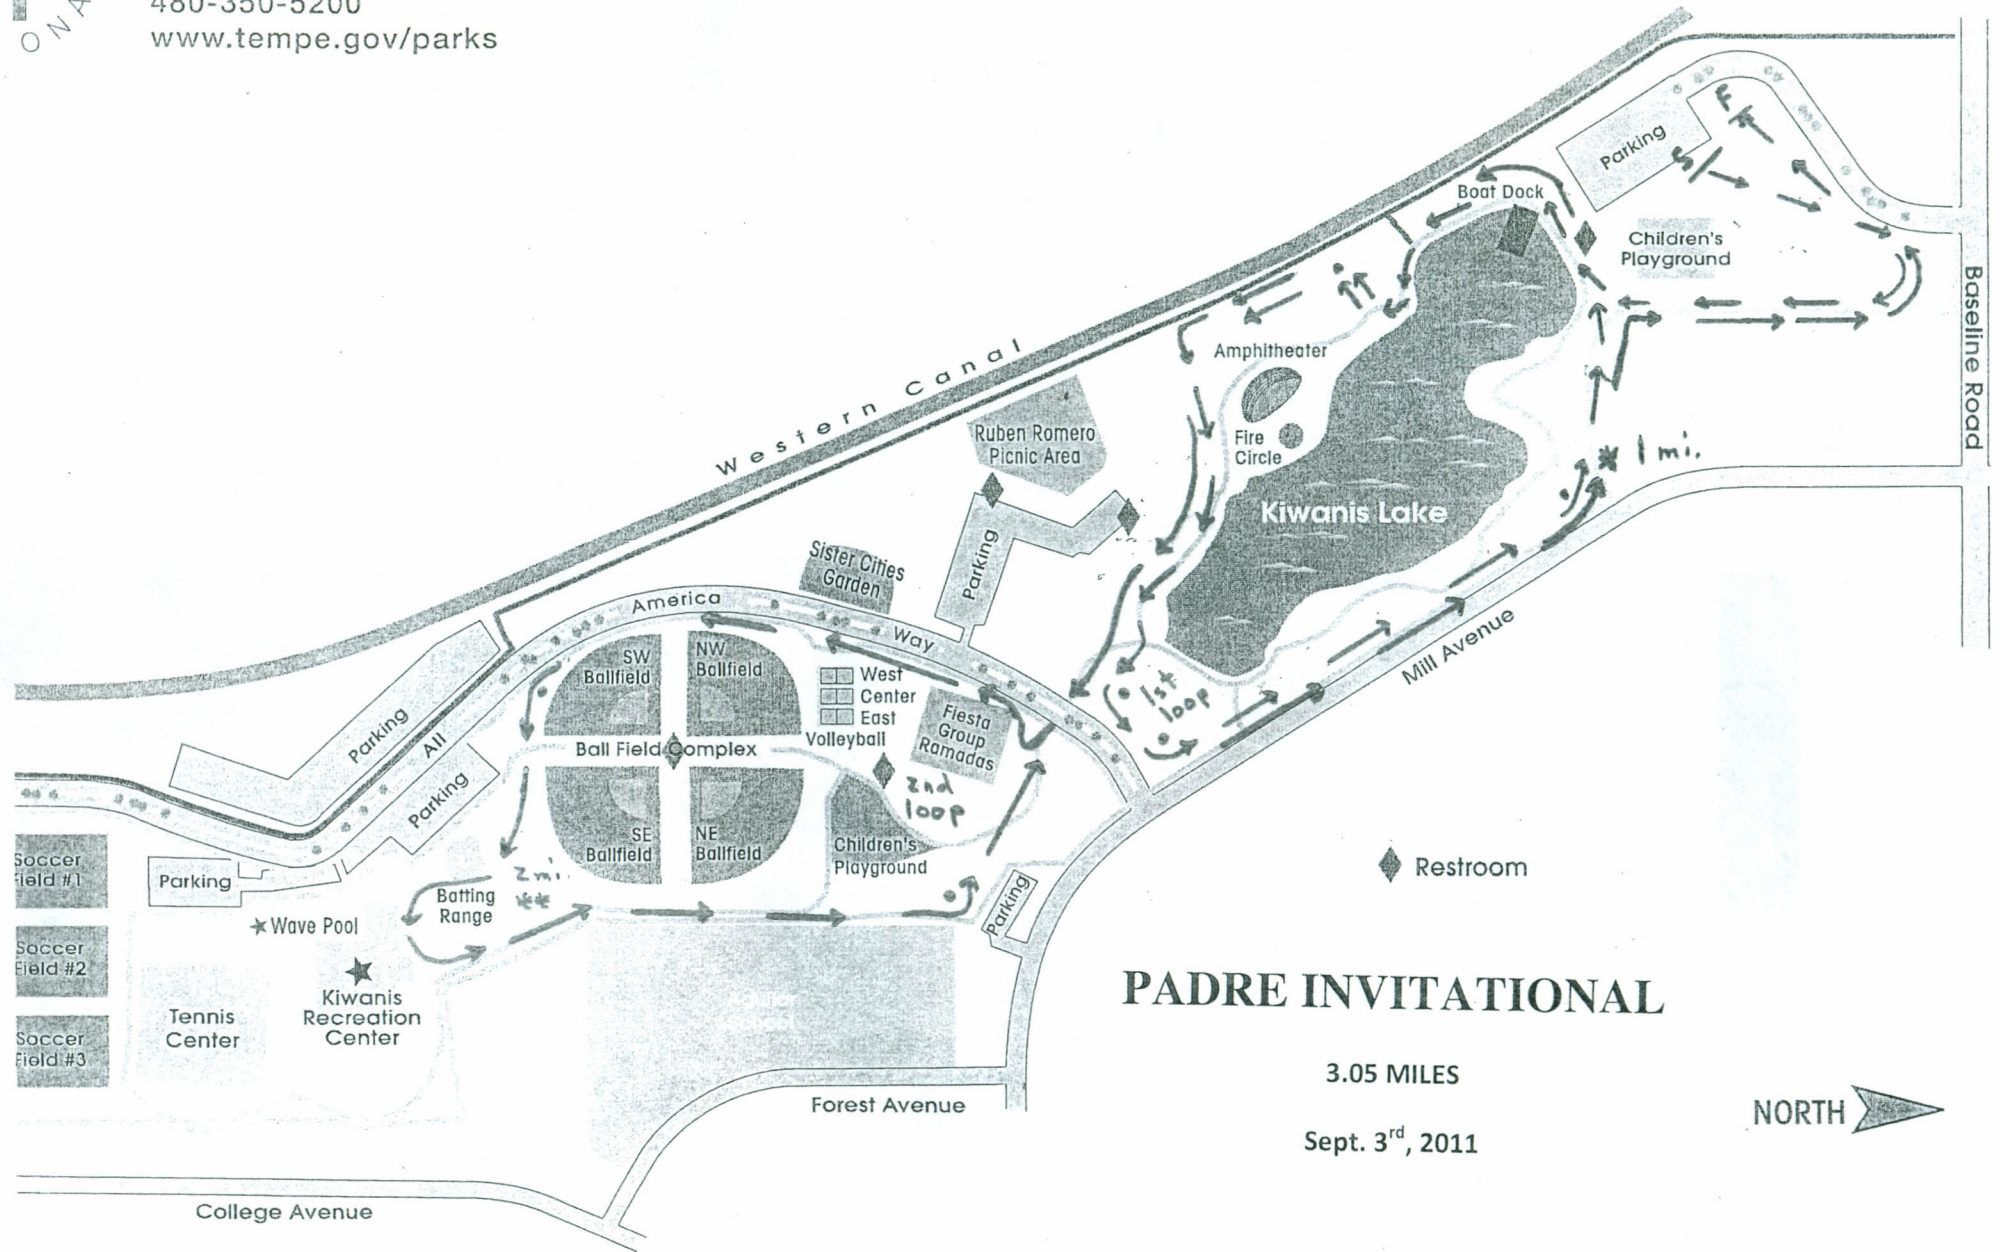 ONA
480-350-5200
www.tempe.gov/parks
Parking
F
S
Boat Dock
Children's
Playground
Baseline Road
Western Canal
Amphitheater
Ruben Romero
Picnic Area
Fire
Circle
* 1 mi.
Kiwanis Lake
Parking
Sister Cities
Garden
America
Way
Mill Avenue
SW
Ballfield
NW
Ballfield
West
Center
East
Volleyball
1st
loop
Fiesta
Group
Ramadas
Parking
All
Ball Field Complex
Parking
2nd
loop
SE
Ballfield
NE
Ballfield
Children's
Playground
Restroom
Soccer
Field #1
Parking
2 mi.
**
Batting
Range
Parking
Wave Pool
Soccer
Field #2
Kiwanis
Recreation
Center
Tennis
Center
Soccer
Field #3
PADRE INVITATIONAL
3.05 MILES
Forest Avenue
NORTH
Sept. 3rd, 2011
College Avenue